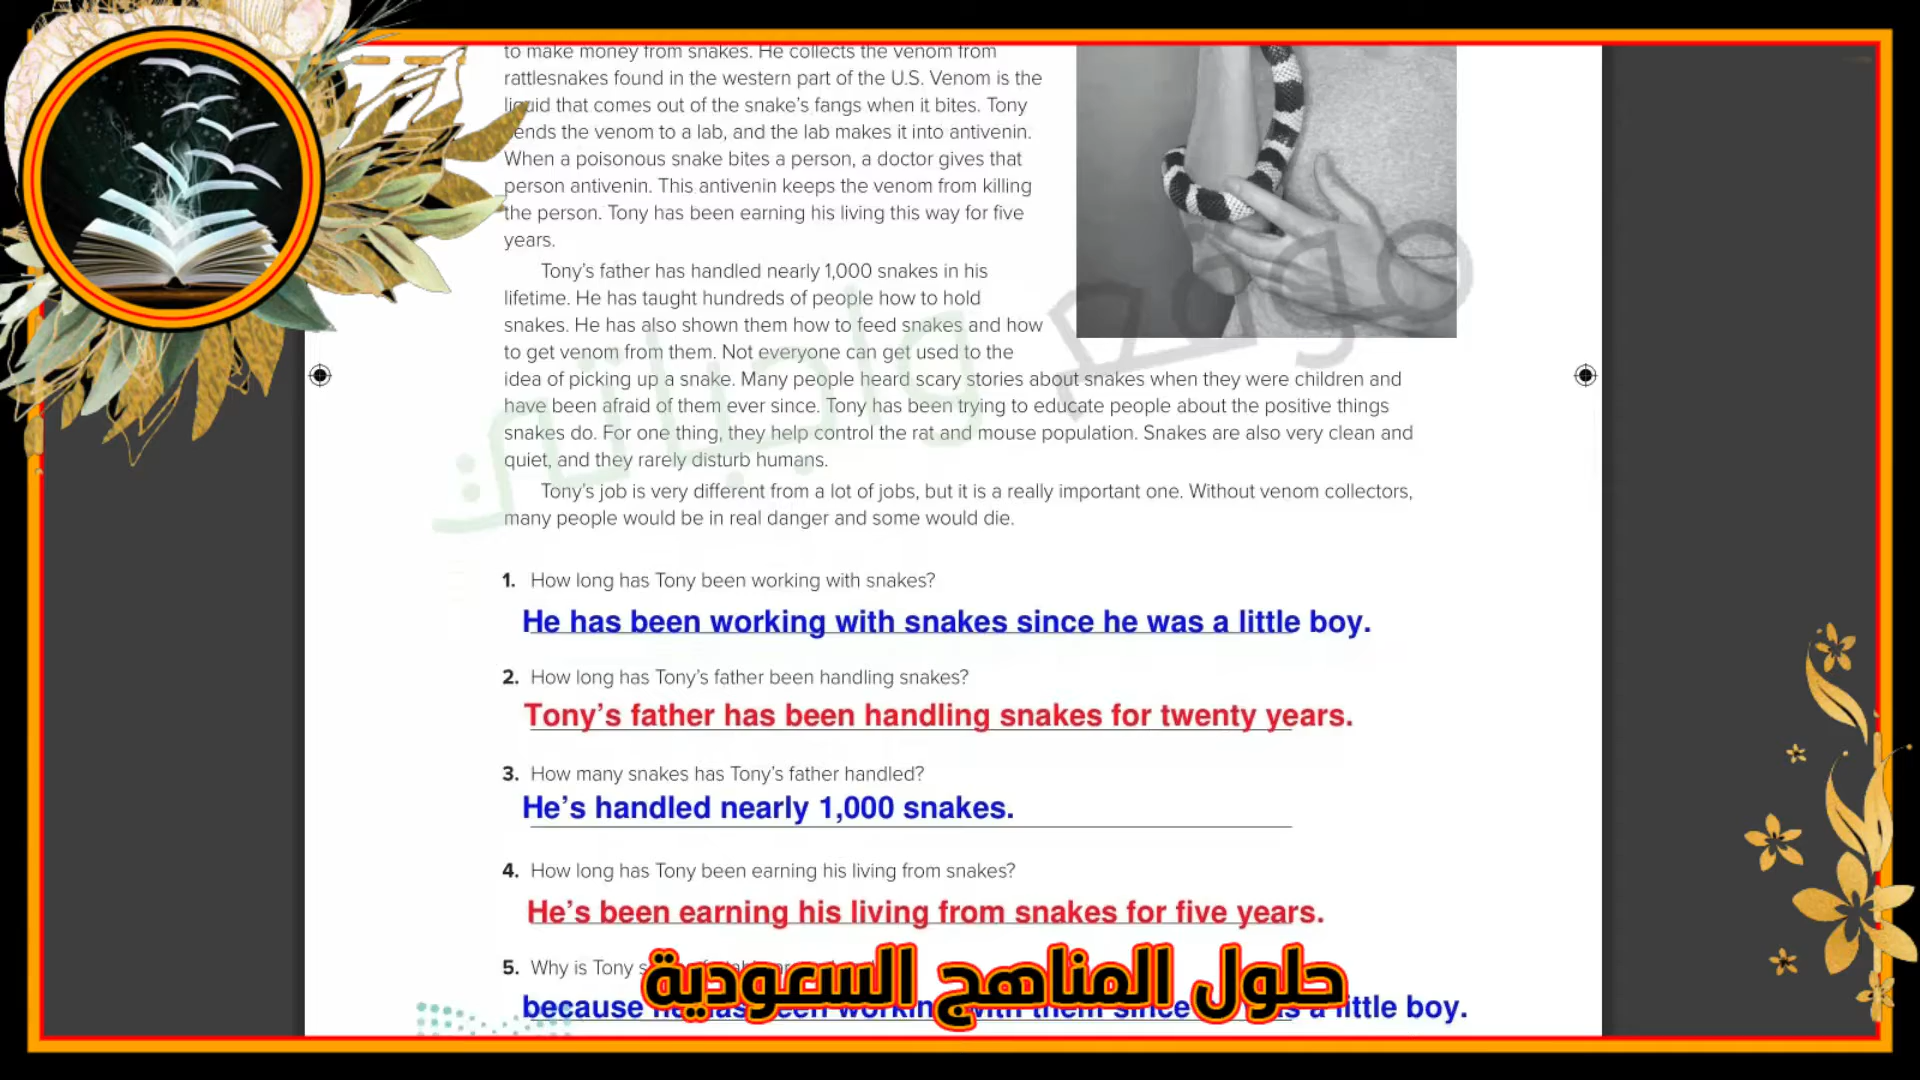 to make money from snakes. He collects the venom from
rattlesnakes found in the western part of the U.S. Venom is the
liquid that comes out of the snake’s fangs when it bites. Tony
sends the venom to a lab, and the lab makes it into antivenin.
When a poisonous snake bites a person, a doctor gives that
person antivenin. This antivenin keeps the venom from killing
the person. Tony has been earning his living this way for five
years.
Tony’s father has handled nearly 1,000 snakes in his
lifetime. He has taught hundreds of people how to hold
snakes. He has also shown them how to feed snakes and how
to get venom from them. Not everyone can get used to the
idea of picking up a snake. Many people heard scary stories about snakes when they were children and
have been afraid of them ever since. Tony has been trying to educate people about the positive things
snakes do. For one thing, they help control the rat and mouse population. Snakes are also very clean and
quiet, and they rarely disturb humans.
Tony’s job is very different from a lot of jobs, but it is a really important one. Without venom collectors,
many people would be in real danger and some would die.
موقع واجباتي
1. How long has Tony been working with snakes?
He has been working with snakes since he was a little boy.
2. How long has Tony’s father been handling snakes?
Tony’s father has been handling snakes for twenty years.
3. How many snakes has Tony’s father handled?
He’s handled nearly 1,000 snakes.
4. How long has Tony been earning his living from snakes?
He’s been earning his living from snakes for five years.
5. Why is Tony
حلول المناهج السعودية
because he has been working with them since he was a little boy.